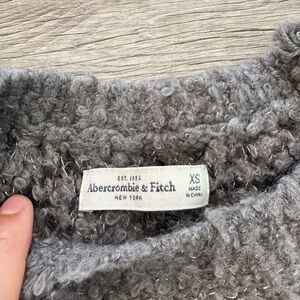 EST. 1892
Abercrombie & Fitch
NEW YORK
XS
MADE
IN CHINA